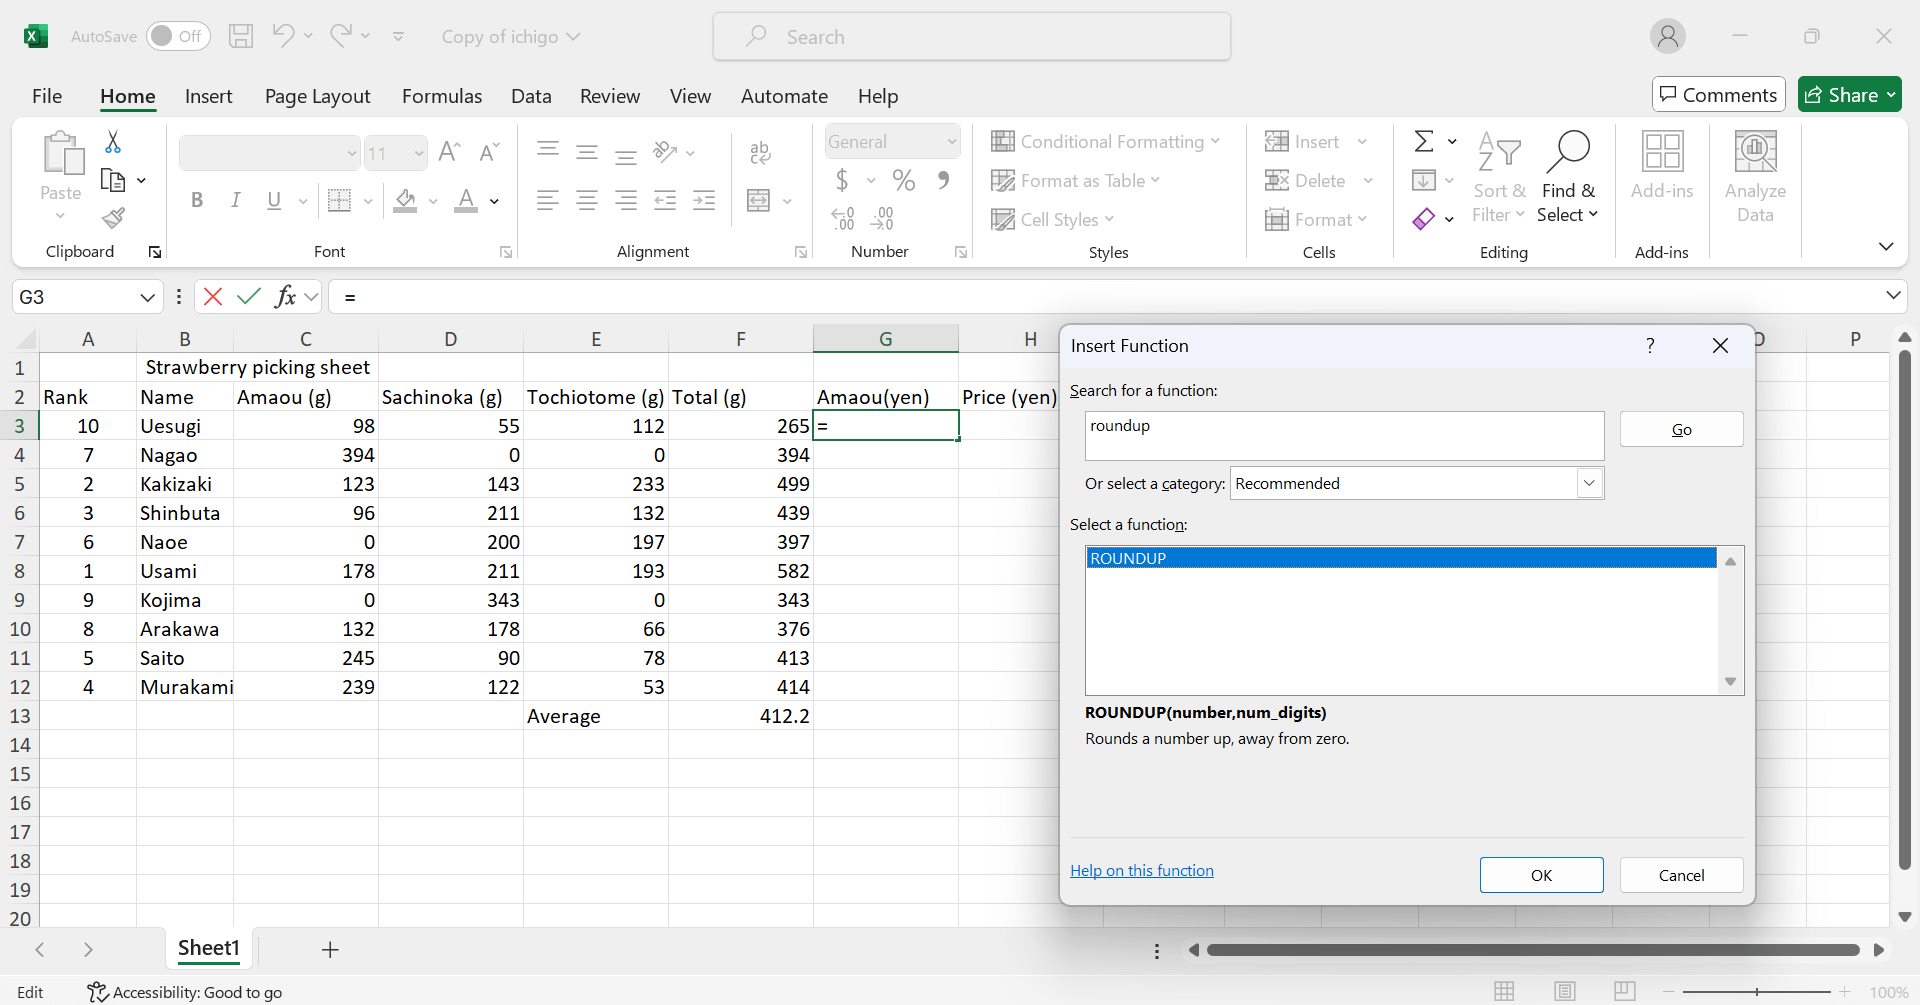 AutoSave Off Copy of ichigo Search
File Home Insert Page Layout Formulas Data Review View Automate Help Comments Share
Paste
Clipboard
11
B I U A
Font
ab
Alignment
General
$ % 9
Number
Conditional Formatting
Format as Table
Cell Styles
Styles
Insert
Delete
Format
Cells
Sort & Filter
Find & Select
Editing
Add-ins
Add-ins
Analyze Data
G3 fx =
A B C D E F G H P
1 Strawberry picking sheet
2 Rank Name Amaou (g) Sachinoka (g) Tochiotome (g) Total (g) Amaou(yen) Price (yen)
3 10 Uesugi 98 55 112 265 =
4 7 Nagao 394 0 0 394
5 2 Kakizaki 123 143 233 499
6 3 Shinbuta 96 211 132 439
7 6 Naoe 0 200 197 397
8 1 Usami 178 211 193 582
9 9 Kojima 0 343 0 343
10 8 Arakawa 132 178 66 376
11 5 Saito 245 90 78 413
12 4 Murakami 239 122 53 414
13 Average 412.2
14
15
16
17
18
19
20
Insert Function ?
Search for a function:
roundup
Go
Or select a category: Recommended
Select a function:
ROUNDUP
ROUNDUP(number,num_digits)
Rounds a number up, away from zero.
Help on this function
OK Cancel
Sheet1
Edit Accessibility: Good to go 100%